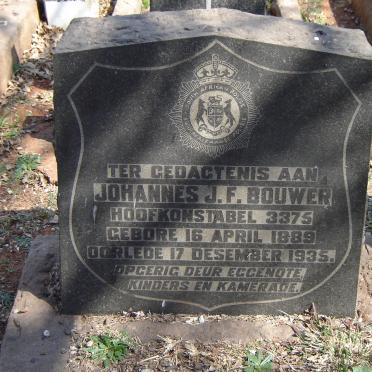 TER GEDACTENIS AAN
JOHANNES J.F. BOUWER
HOOFKONSTABEL 3375
GEBORE 16 APRIL 1889
OORLEDE 17 DESEMBER 1935.
OPGERIG DEUR EGGENOTE
KINDERS EN KAMERADE.